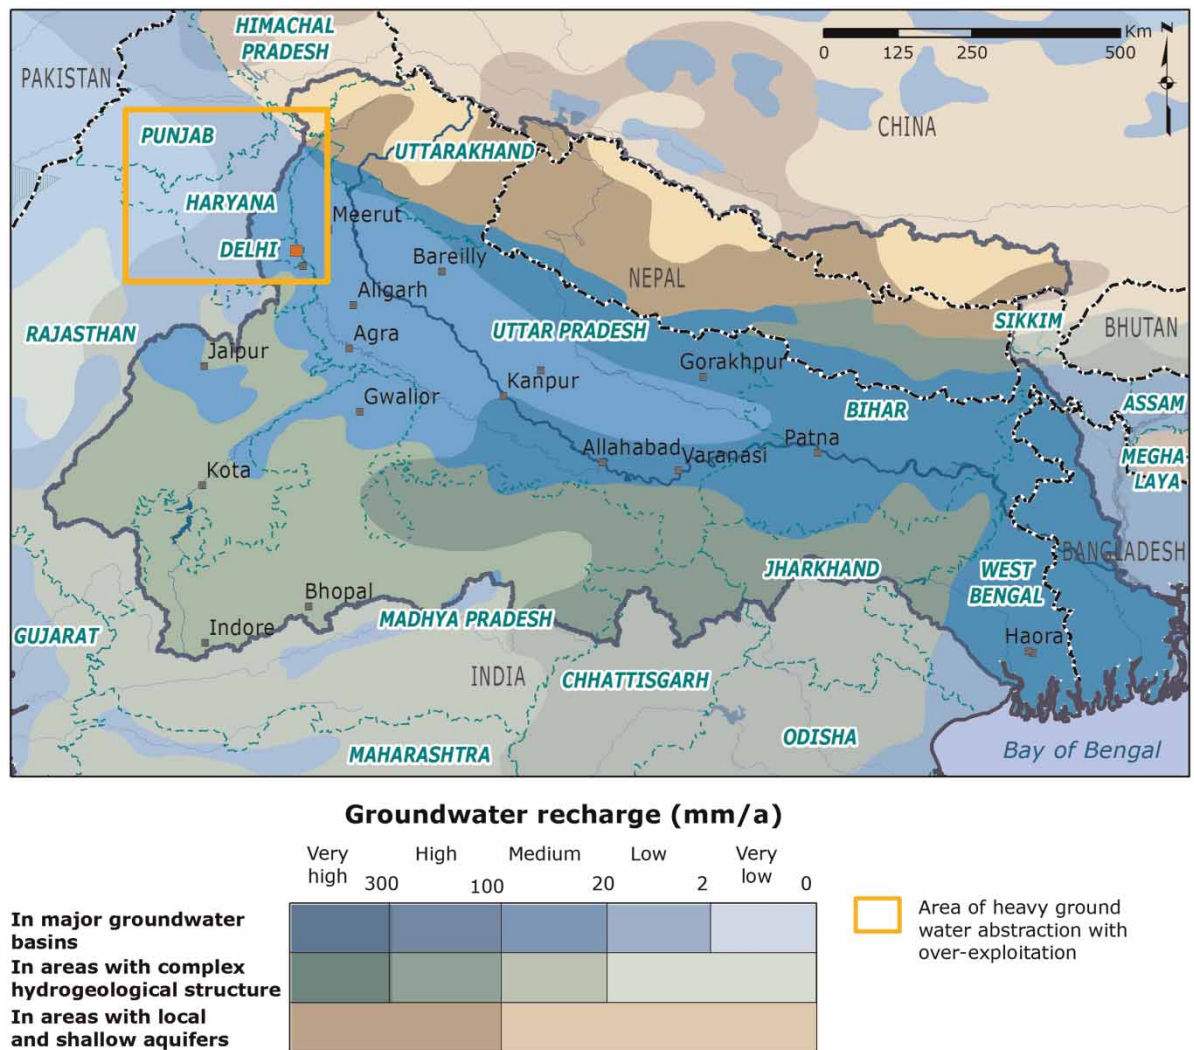 HIMACHAL
PRADESH
Km
0 125 250 500
N
PAKISTAN
CHINA
PUNJAB
UTTARAKHAND
HARYANA
Meerut
DELHI
Bareilly
NEPAL
Aligarh
RAJASTHAN
UTTAR PRADESH
SIKKIM
BHUTAN
Agra
Jaipur
Gorakhpur
Kanpur
Gwalior
BIHAR
ASSAM
Patna
Allahabad
Varanasi
MEGHA
LAYA
Kota
BANGLADESH
JHARKHAND
WEST
BENGAL
Bhopal
MADHYA PRADESH
GUJARAT
Indore
Haora
INDIA
CHHATTISGARH
ODISHA
MAHARASHTRA
Bay of Bengal
Groundwater recharge (mm/a)
Very
high
High
Medium
Low
Very
low
300 100 20 2 0
In major groundwater
basins
In areas with complex
hydrogeological structure
In areas with local
and shallow aquifers
Area of heavy ground
water abstraction with
over-exploitation